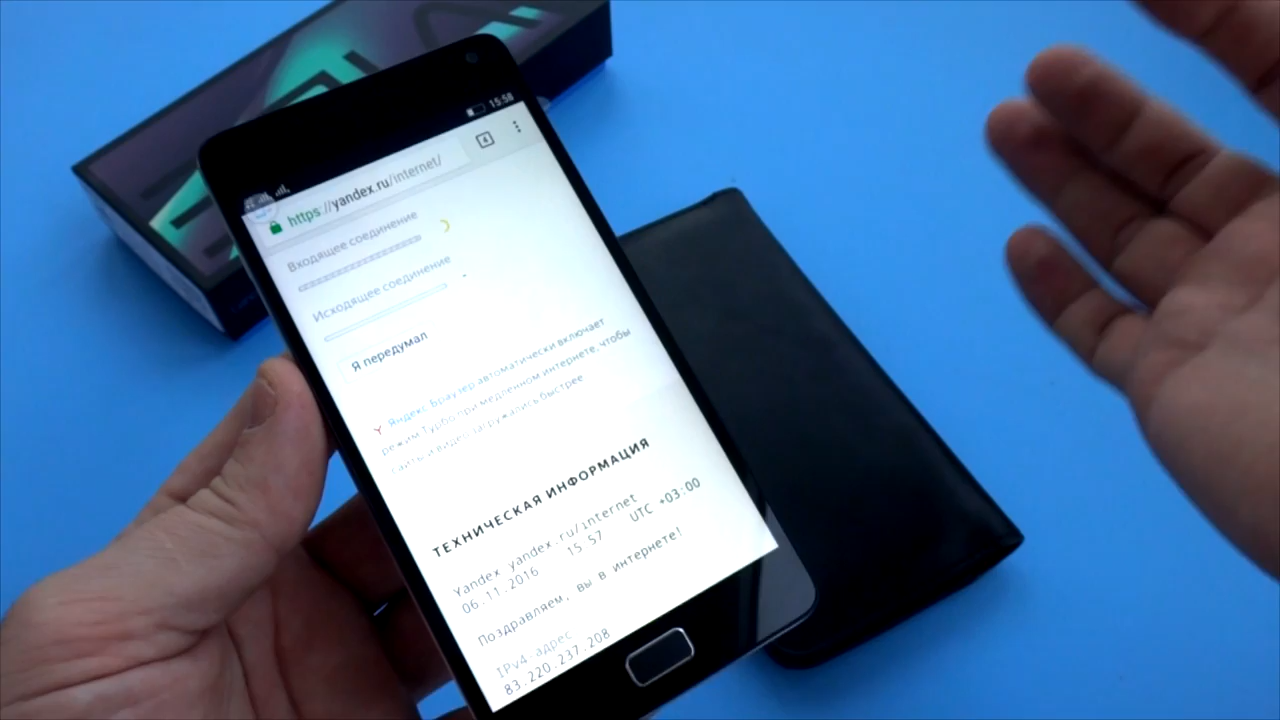 15:58
https://yandex.ru/internet/
Входящее соединение
Исходящее соединение
Я передумал
Яндекс.Браузер автоматически включает
режим Турбо при медленном интернете, чтобы
сайты и видео загружались быстрее
ТЕХНИЧЕСКАЯ ИНФОРМАЦИЯ
Yandex yandex.ru/internet
06.11.2016 15 57 UTC +03:00
Поздравляем, вы в интернете!
IPv4-адрес
83.220.237.208